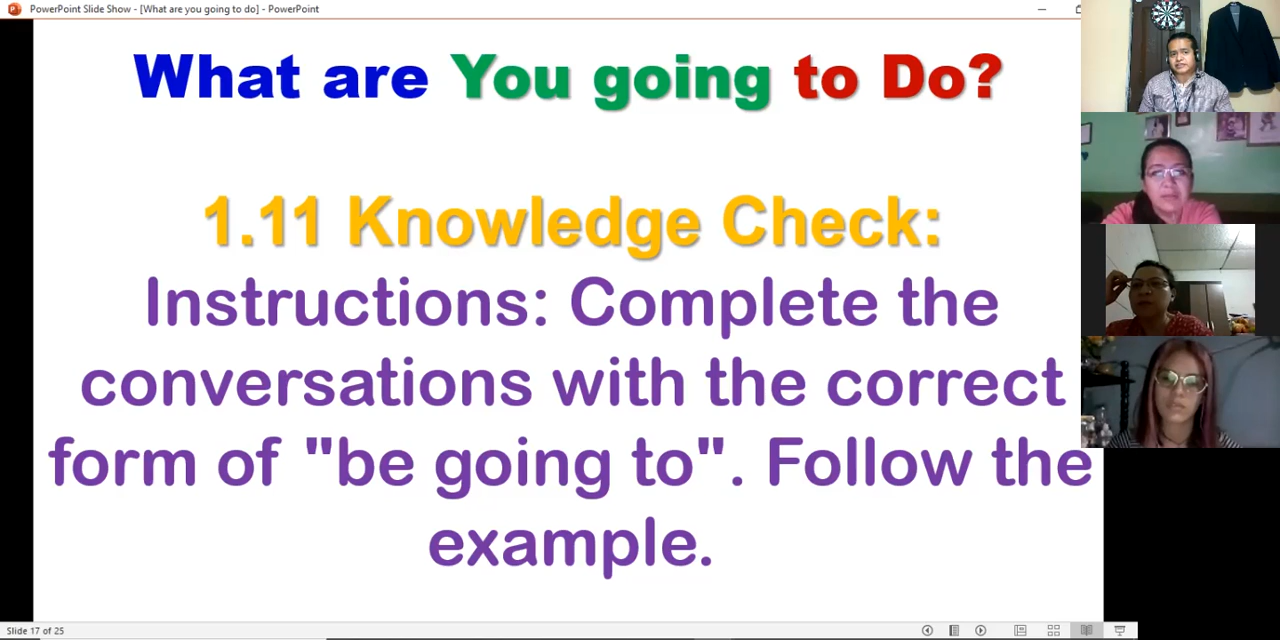 PowerPoint Slide Show - [What are you going to do] - PowerPoint
What are You going to Do?
1.11 Knowledge Check:
Instructions: Complete the
conversations with the correct
form of "be going to". Follow the
example.
Slide 17 of 25